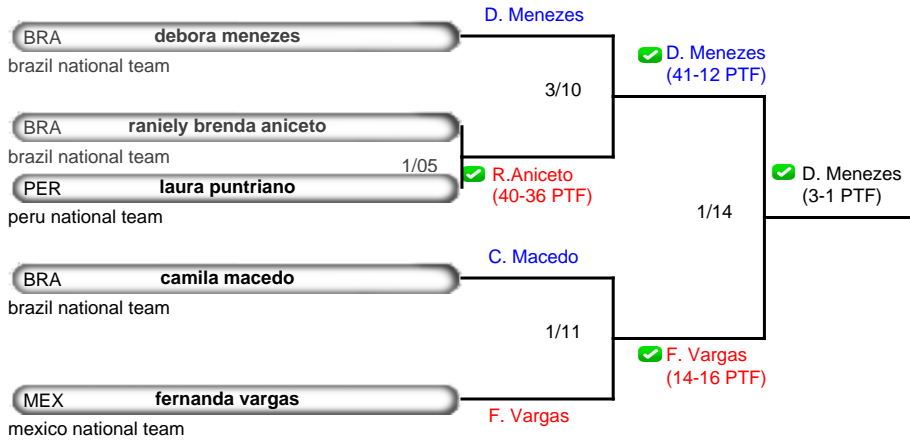 D. Menezes
BRA debora menezes
brazil national team
D. Menezes
(41-12 PTF)
3/10
BRA raniely brenda aniceto
brazil national team
1/05
R.Aniceto
(40-36 PTF)
PER laura puntriano
peru national team
D. Menezes
(3-1 PTF)
1/14
C. Macedo
BRA camila macedo
brazil national team
1/11
F. Vargas
(14-16 PTF)
MEX fernanda vargas
F. Vargas
mexico national team